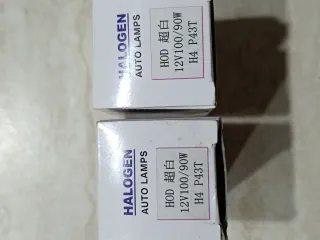 HALOGEN
AUTO LAMPS
HOD 超白
12V100/90W
H4 P43T
HALOGEN
AUTO LAMPS
HOD 超白
12V100/90W
H4 P43T